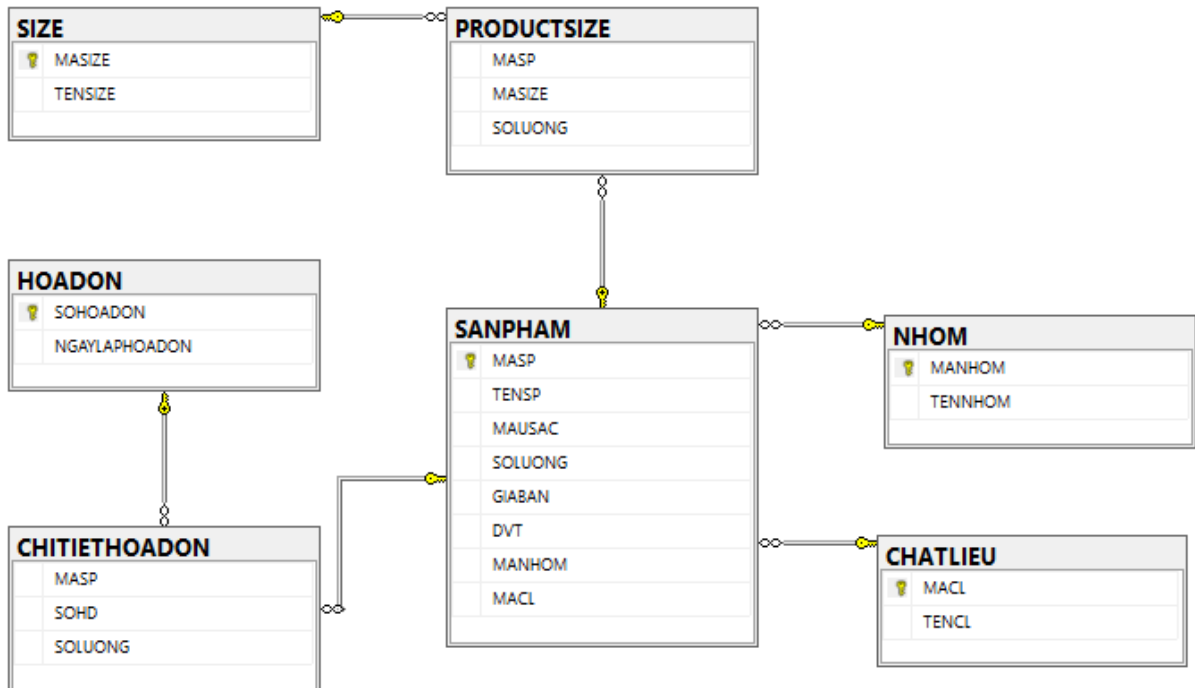 SIZE
MASIZE
TENSIZE
PRODUCTSIZE
MASP
MASIZE
SOLUONG
HOADON
SOHOADON
NGAYLAPHOADON
SANPHAM
MASP
TENSP
MAUSAC
SOLUONG
GIABAN
DVT
MANHOM
MACL
NHOM
MANHOM
TENNHOM
CHITIETHOADON
MASP
SOHD
SOLUONG
CHATLIEU
MACL
TENCL